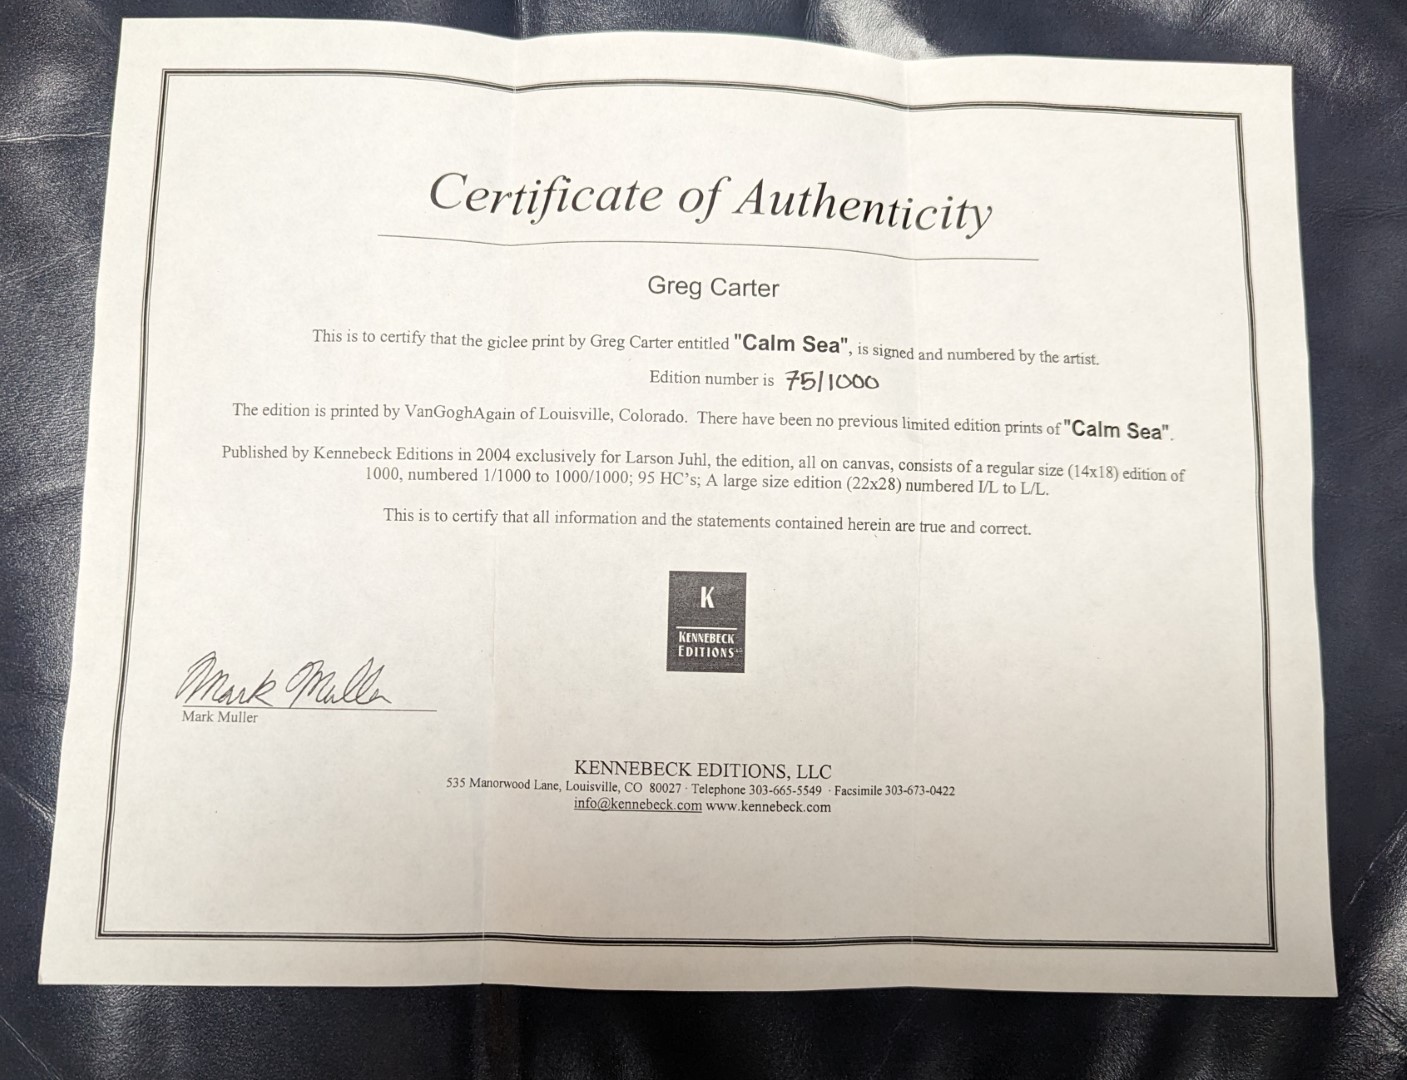 Certificate of Authenticity
Greg Carter
This is to certify that the giclee print by Greg Carter entitled "Calm Sea", is signed and numbered by the artist.
Edition number is 75/1000
The edition is printed by VanGoghAgain of Louisville, Colorado. There have been no previous limited edition prints of "Calm Sea".
Published by Kennebeck Editions in 2004 exclusively for Larson Juhl, the edition, all on canvas, consists of a regular size (14x18) edition of
1000, numbered 1/1000 to 1000/1000; 95 HC's; A large size edition (22x28) numbered I/L to L/L.
This is to certify that all information and the statements contained herein are true and correct.
K
KENNEBECK
EDITIONS
Mark Muller
Mark Muller
KENNEBECK EDITIONS, LLC
535 Manorwood Lane, Louisville, CO 80027 · Telephone 303-665-5549 · Facsimile 303-673-0422
info@kennebeck.com www.kennebeck.com